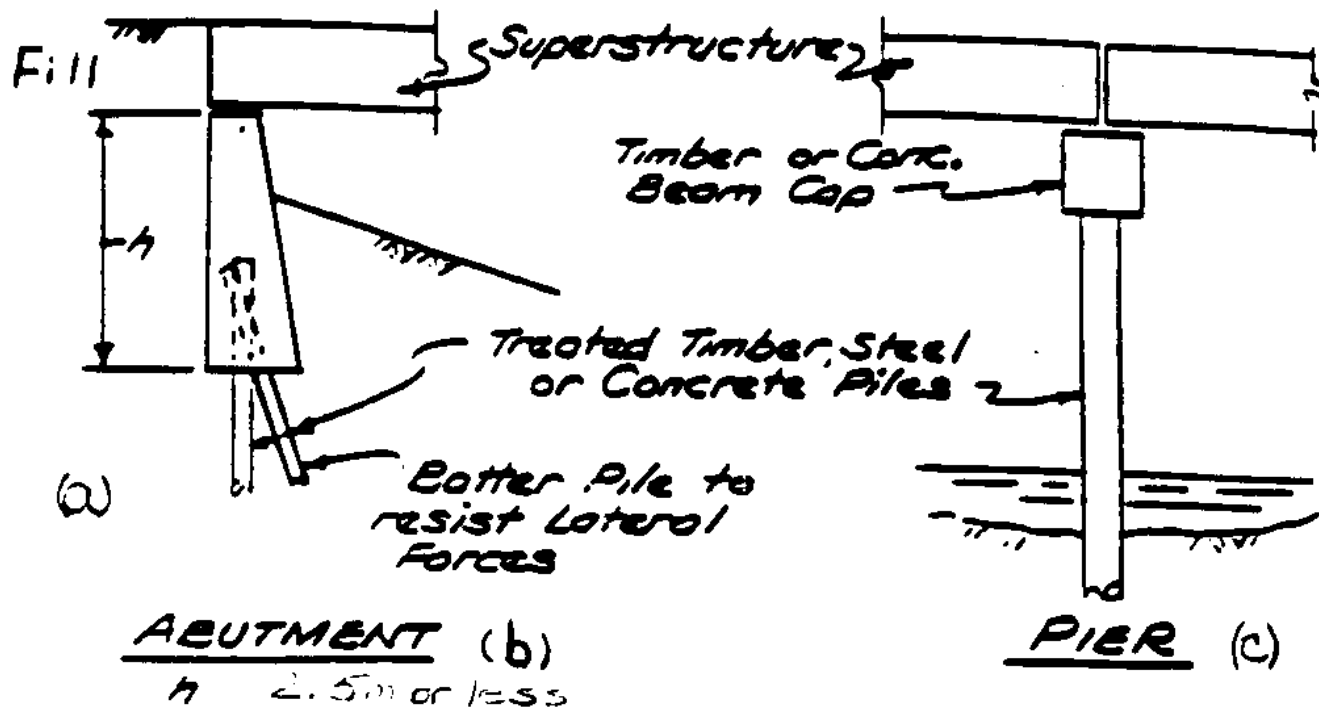 Fill
Superstructure
Timber or Conc.
Beam Cap
h
Treated Timber, Steel
or Concrete Piles
(a)
Batter Pile to
resist Lateral
Forces
ABUTMENT (b)
h 2.5m or less
PIER (c)